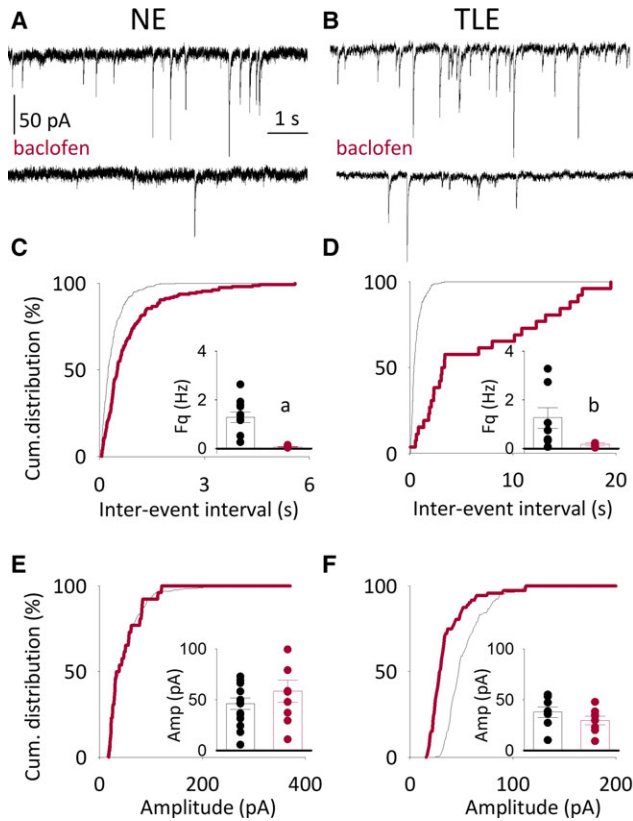 A NE B TLE
50 pA 1 s
baclofen baclofen
C D
Cum.distribution (%)
100
50
0
0 3 6
Inter-event interval (s)
Fq (Hz)
4
2
0
a
100
50
0
0 10 20
Inter-event interval (s)
Fq (Hz)
4
2
0
b
E F
Cum. distribution (%)
100
50
0
0 200 400
Amplitude (pA)
Amp (pA)
100
50
0
100
50
0
0 100 200
Amplitude (pA)
Amp (pA)
100
50
0